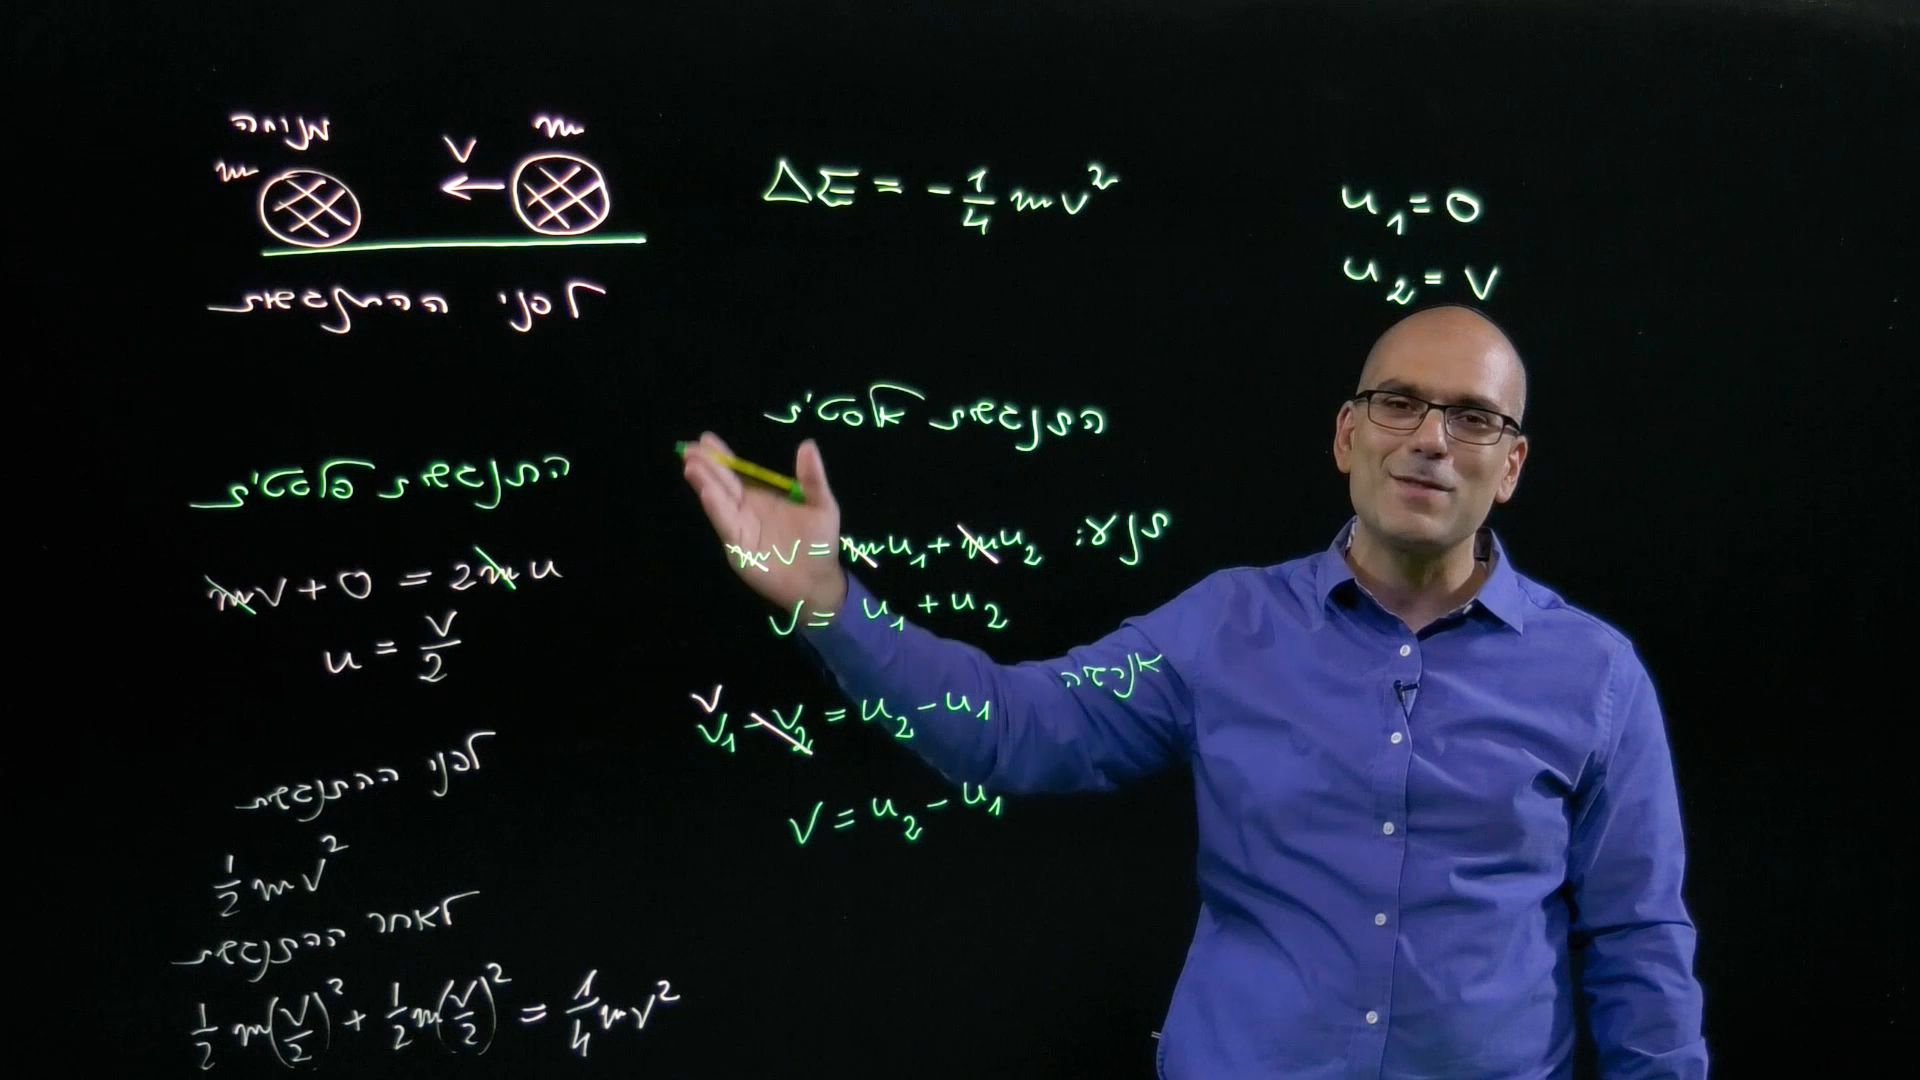 מנוחה
m
V
m
לפני ההתנגשות
ΔE = -1/4 mv²
u₁ = 0
u₂ = V
התנגשות פלסטית
mV + 0 = 2mu
u = V/2
לפני ההתנגשות
1/2 mV²
לאחר ההתנגשות
1/2 m(V/2)² + 1/2 m(V/2)² = 1/4 mv²
התנגשות אלסטית
תנע: mV = mu₁ + mu₂
V = u₁ + u₂
אנרגיה
V
V₁ - V₂ = u₂ - u₁
V = u₂ - u₁